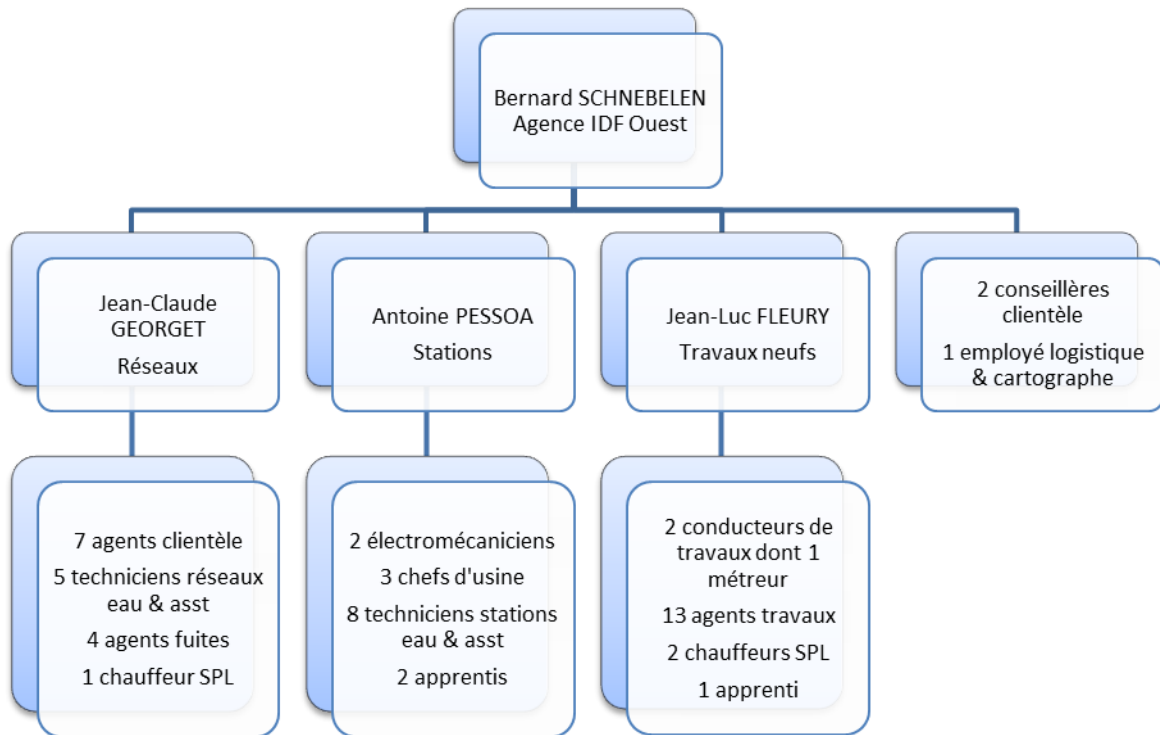 Bernard SCHNEBELEN
Agence IDF Ouest
Jean-Claude
GEORGET
Réseaux
Antoine PESSOA
Stations
Jean-Luc FLEURY
Travaux neufs
2 conseillères
clientèle
1 employé logistique
& cartographe
7 agents clientèle
5 techniciens réseaux
eau & asst
4 agents fuites
1 chauffeur SPL
2 électromécaniciens
3 chefs d'usine
8 techniciens stations
eau & asst
2 apprentis
2 conducteurs de
travaux dont 1
métreur
13 agents travaux
2 chauffeurs SPL
1 apprenti